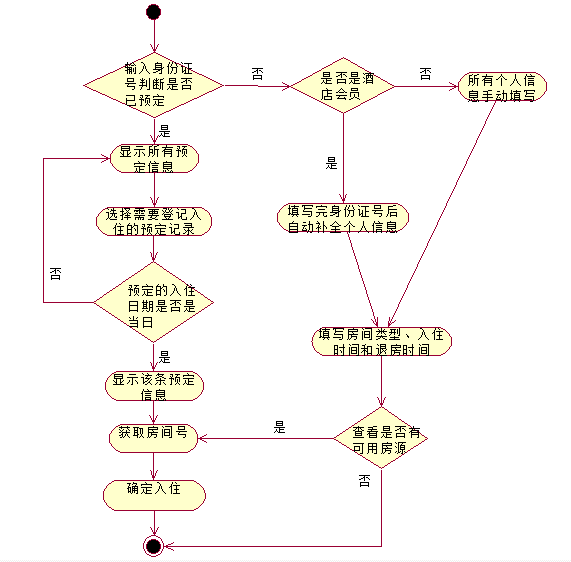 输入身份证
号判断是否
已预定
否
是否是酒
店会员
否
所有个人信
息手动填写
是
显示所有预
定信息
是
选择需要登记入
住的预定记录
填写完身份证号后
自动补全个人信息
否
预定的入住
日期是否是
当日
填写房间类型、入住
时间和退房时间
是
显示该条预定
信息
获取房间号
是
查看是否有
可用房源
否
确定入住